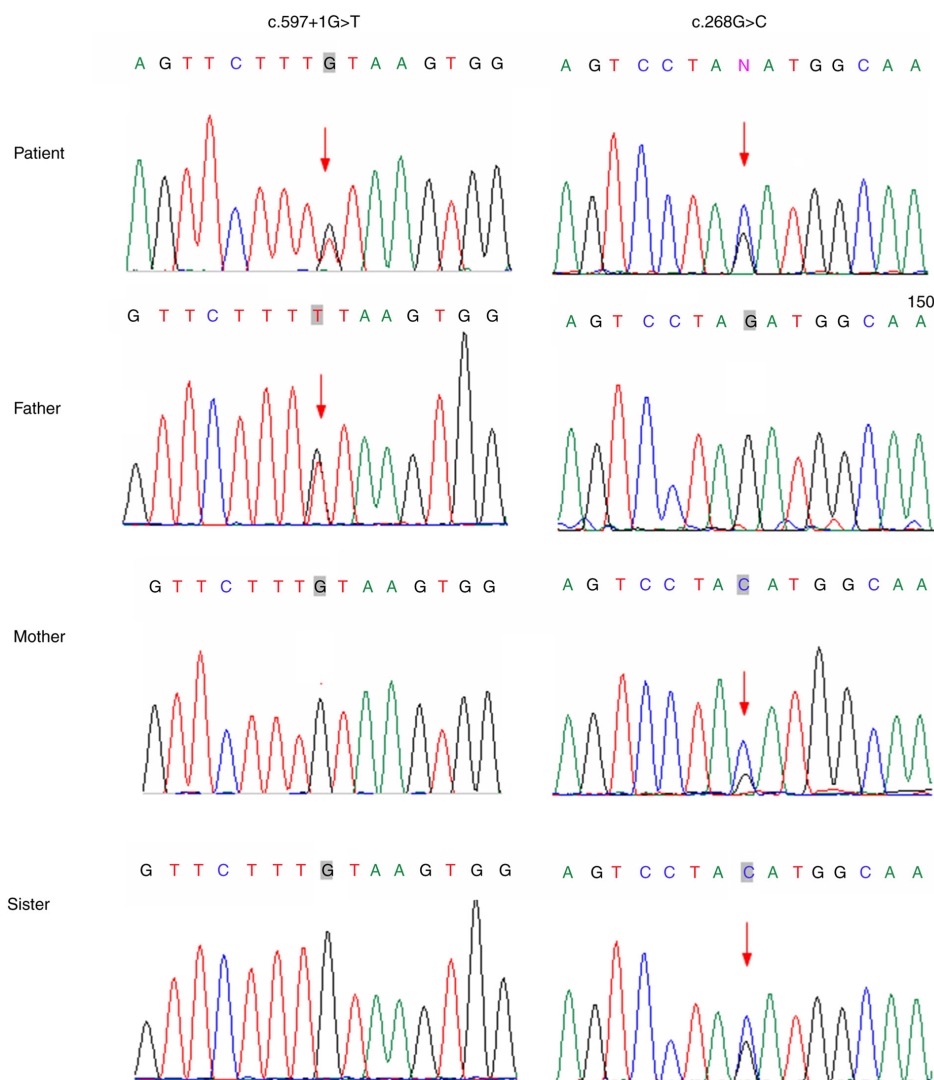 c.597+1G>T c.268G>C
A G T T C T T T G T A A G T G G A G T C C T A N A T G G C A A
Patient
150
G T T C T T T T T A A G T G G A G T C C T A G A T G G C A A
Father
G T T C T T T G T A A G T G G A G T C C T A C A T G G C A A
Mother
G T T C T T T G T A A G T G G A G T C C T A C A T G G C A A
Sister